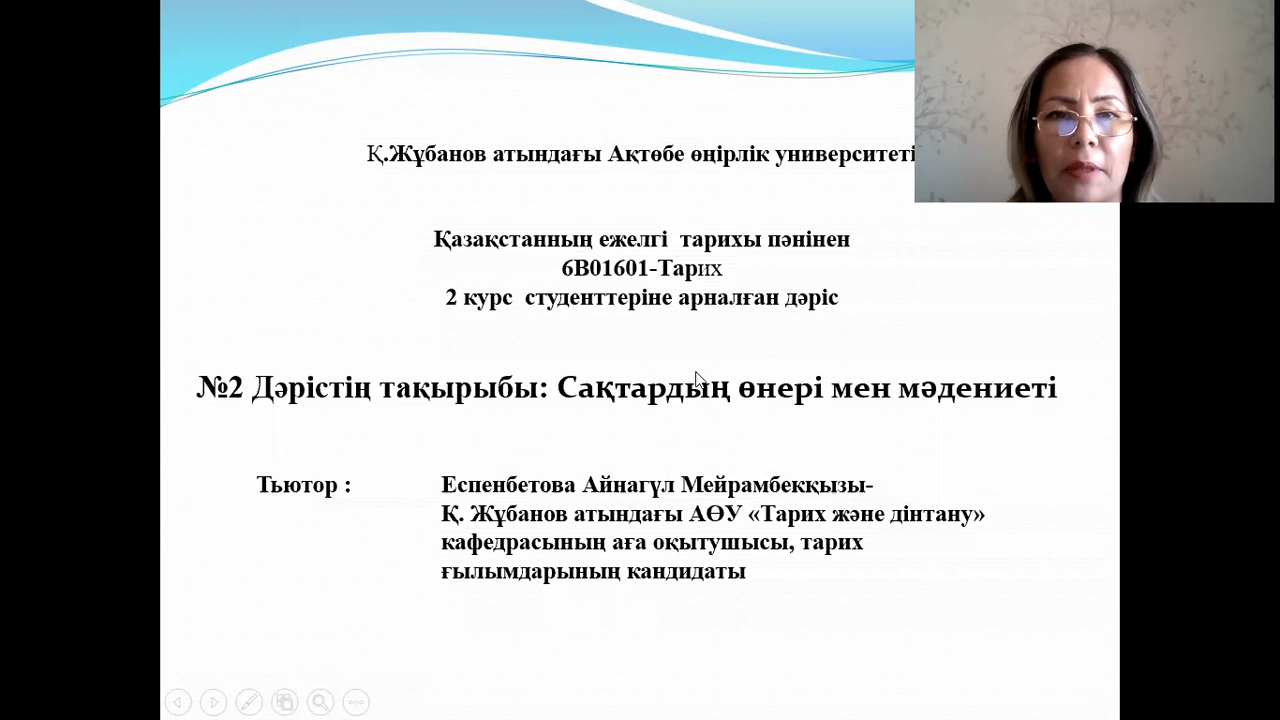 Қ.Жұбанов атындағы Ақтөбе өңірлік университеті
Қазақстанның ежелгі тарихы пәнінен
6В01601-Тарих
2 курс студенттеріне арналған дәріс
№2 Дәрістің тақырыбы: Сақтардың өнері мен мәдениеті
Тьютор : Еспенбетова Айнагүл Мейрамбекқызы-
Қ. Жұбанов атындағы АӨУ «Тарих және дінтану»
кафедрасының аға оқытушысы, тарих
ғылымдарының кандидаты